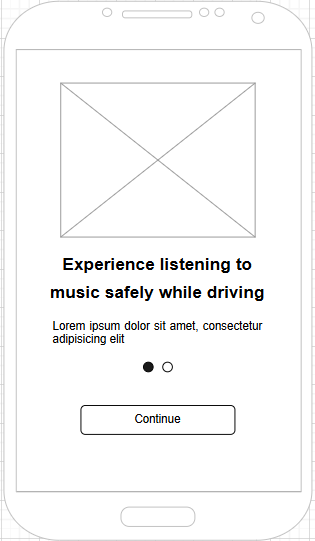 Experience listening to
music safely while driving
Lorem ipsum dolor sit amet, consectetur
adipisicing elit
Continue